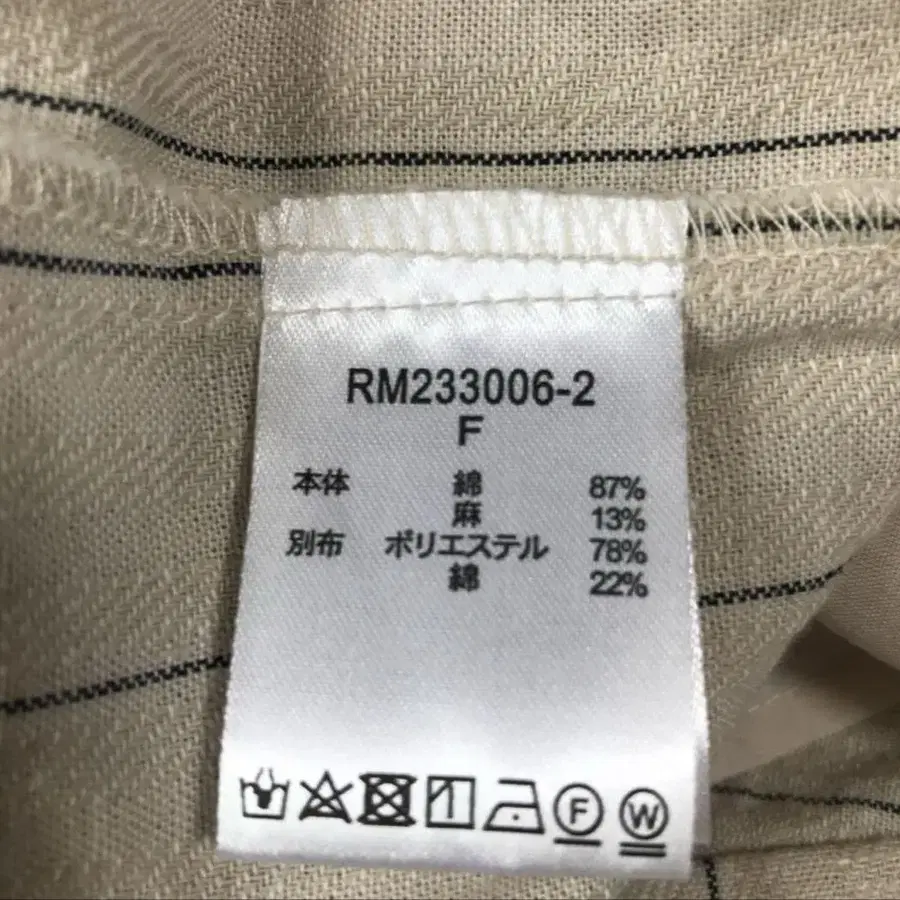 RM233006-2
F
本体 綿 87%
麻 13%
別布 ポリエステル 78%
綿 22%
F W